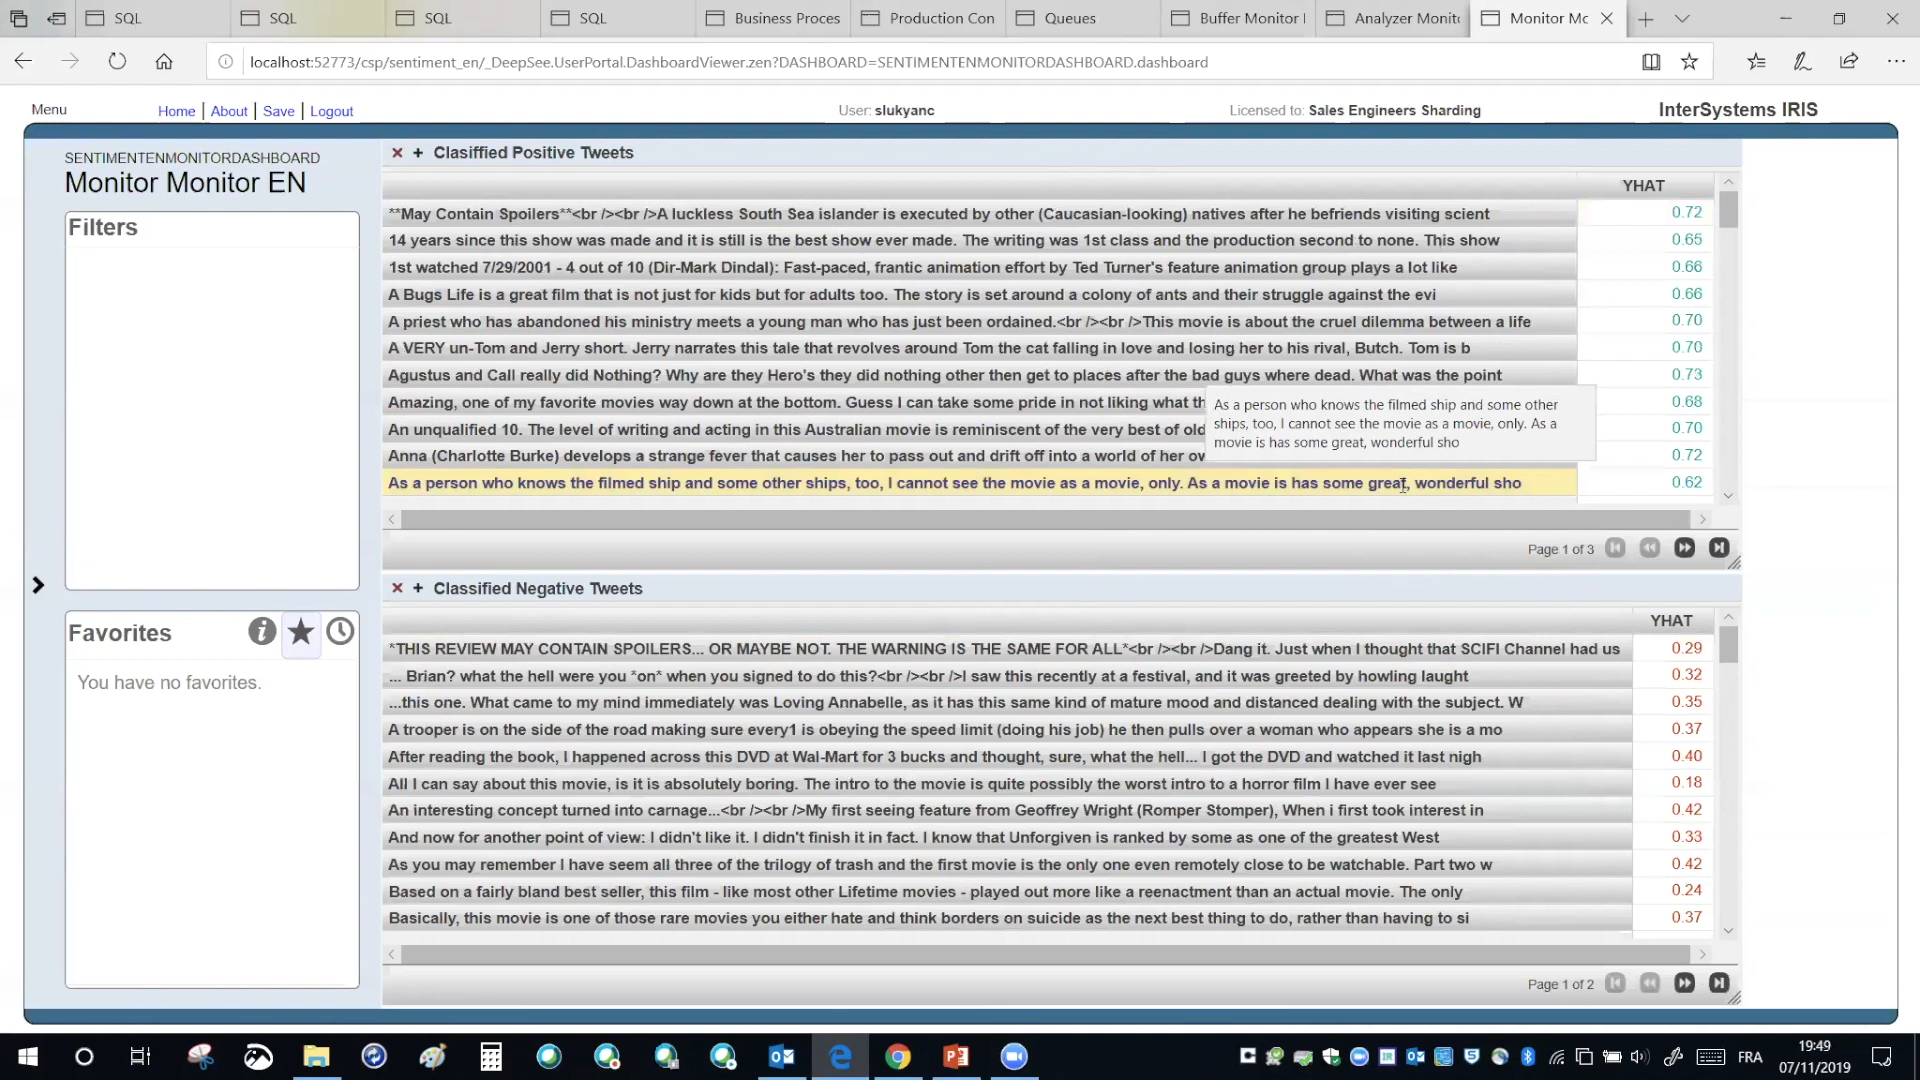 SQL
SQL
SQL
SQL
Business Proces
Production Con
Queues
Buffer Monitor
Analyzer Monito
Monitor Mo
localhost:52773/csp/sentiment_en/_DeepSee.UserPortal.DashboardViewer.zen?DASHBOARD=SENTIMENTENMONITORDASHBOARD.dashboard
Menu
Home | About | Save | Logout
User: slukyanc
Licensed to: Sales Engineers Sharding
InterSystems IRIS
SENTIMENTENMONITORDASHBOARD
Monitor Monitor EN
Filters
Favorites
You have no favorites.
Clasiffied Positive Tweets
YHAT
**May Contain Spoilers**<br /><br />A luckless South Sea islander is executed by other (Caucasian-looking) natives after he befriends visiting scient 0.72
14 years since this show was made and it is still is the best show ever made. The writing was 1st class and the production second to none. This show 0.65
1st watched 7/29/2001 - 4 out of 10 (Dir-Mark Dindal): Fast-paced, frantic animation effort by Ted Turner's feature animation group plays a lot like 0.66
A Bugs Life is a great film that is not just for kids but for adults too. The story is set around a colony of ants and their struggle against the evi 0.66
A priest who has abandoned his ministry meets a young man who has just been ordained.<br /><br />This movie is about the cruel dilemma between a life 0.70
A VERY un-Tom and Jerry short. Jerry narrates this tale that revolves around Tom the cat falling in love and losing her to his rival, Butch. Tom is b 0.70
Agustus and Call really did Nothing? Why are they Hero's they did nothing other then get to places after the bad guys where dead. What was the point 0.73
Amazing, one of my favorite movies way down at the bottom. Guess I can take some pride in not liking what th 0.68
An unqualified 10. The level of writing and acting in this Australian movie is reminiscent of the very best of old 0.70
Anna (Charlotte Burke) develops a strange fever that causes her to pass out and drift off into a world of her ow 0.72
As a person who knows the filmed ship and some other ships, too, I cannot see the movie as a movie, only. As a movie is has some great, wonderful sho 0.62
As a person who knows the filmed ship and some other
ships, too, I cannot see the movie as a movie, only. As a
movie is has some great, wonderful sho
Page 1 of 3
Classified Negative Tweets
YHAT
*THIS REVIEW MAY CONTAIN SPOILERS... OR MAYBE NOT. THE WARNING IS THE SAME FOR ALL*<br /><br />Dang it. Just when I thought that SCIFI Channel had us 0.29
... Brian? what the hell were you *on* when you signed to do this?<br /><br />I saw this recently at a festival, and it was greeted by howling laught 0.32
...this one. What came to my mind immediately was Loving Annabelle, as it has this same kind of mature mood and distanced dealing with the subject. W 0.35
A trooper is on the side of the road making sure every1 is obeying the speed limit (doing his job) he then pulls over a woman who appears she is a mo 0.37
After reading the book, I happened across this DVD at Wal-Mart for 3 bucks and thought, sure, what the hell... I got the DVD and watched it last nigh 0.40
All I can say about this movie, is it is absolutely boring. The intro to the movie is quite possibly the worst intro to a horror film I have ever see 0.18
An interesting concept turned into carnage...<br /><br />My first seeing feature from Geoffrey Wright (Romper Stomper), When i first took interest in 0.42
And now for another point of view: I didn't like it. I didn't finish it in fact. I know that Unforgiven is ranked by some as one of the greatest West 0.33
As you may remember I have seem all three of the trilogy of trash and the first movie is the only one even remotely close to be watchable. Part two w 0.42
Based on a fairly bland best seller, this film - like most other Lifetime movies - played out more like a reenactment than an actual movie. The only 0.24
Basically, this movie is one of those rare movies you either hate and think borders on suicide as the next best thing to do, rather than having to si 0.37
Page 1 of 2
FRA
19:49
07/11/2019